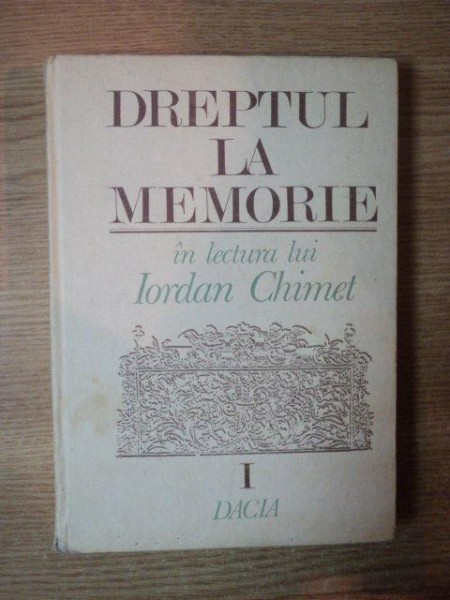 DREPTUL
LA
MEMORIE
în lectura lui
Iordan Chimet
I
DACIA